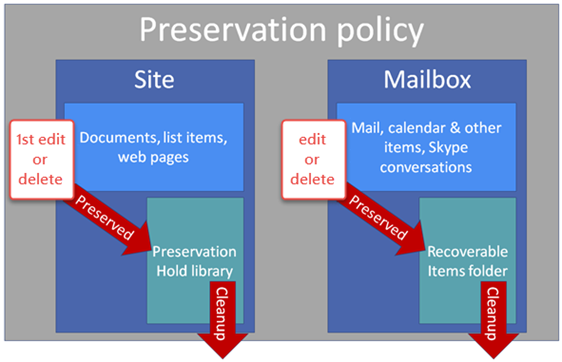 Preservation policy
Site
Documents, list items,
web pages
1st edit
or
delete
Preserved
Preservation
Hold library
Cleanup
Mailbox
Mail, calendar & other
items, Skype
conversations
edit
or
delete
Preserved
Recoverable
Items folder
Cleanup